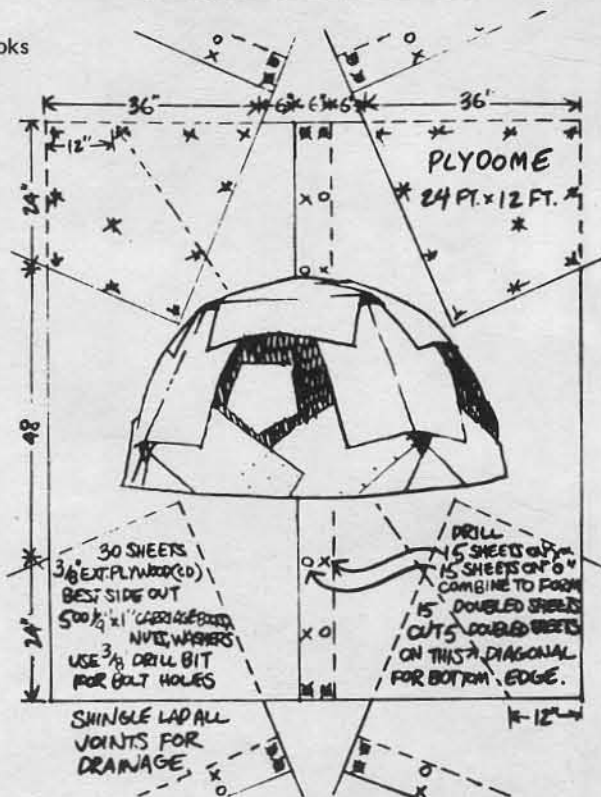 oks
36" 6" 6" 6" 36"
12"
24"
PLYDOME
24 FT. x 12 FT.
48
24"
30 SHEETS
3/8" EXT. PLYWOOD (CD)
BEST SIDE OUT
500 1/4" x 1" CARRIAGE BOLTS,
NUTS, WASHERS
USE 3/8 DRILL BIT
FOR BOLT HOLES
SHINGLE LAP ALL
JOINTS FOR
DRAINAGE.
DRILL
15 SHEETS ON "x"
15 SHEETS ON "O"
COMBINE TO FORM
15 DOUBLED SHEETS
CUT 5 DOUBLED SHEETS
ON THIS DIAGONAL
FOR BOTTOM EDGE.
12"